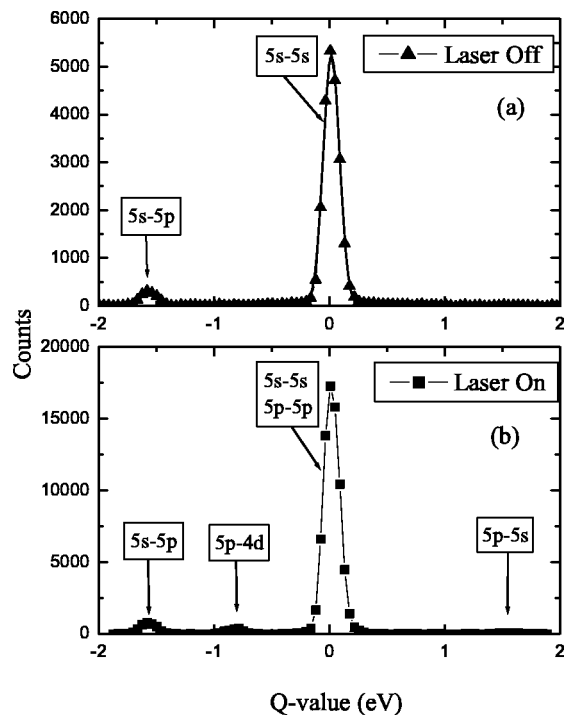 6000
5000
4000
3000
2000
1000
0
5s-5s
Laser Off
(a)
5s-5p
-2 -1 0 1 2
Counts
20000
15000
10000
5000
0
5s-5s
5p-5p
Laser On
(b)
5s-5p
5p-4d
5p-5s
-2 -1 0 1 2
Q-value (eV)